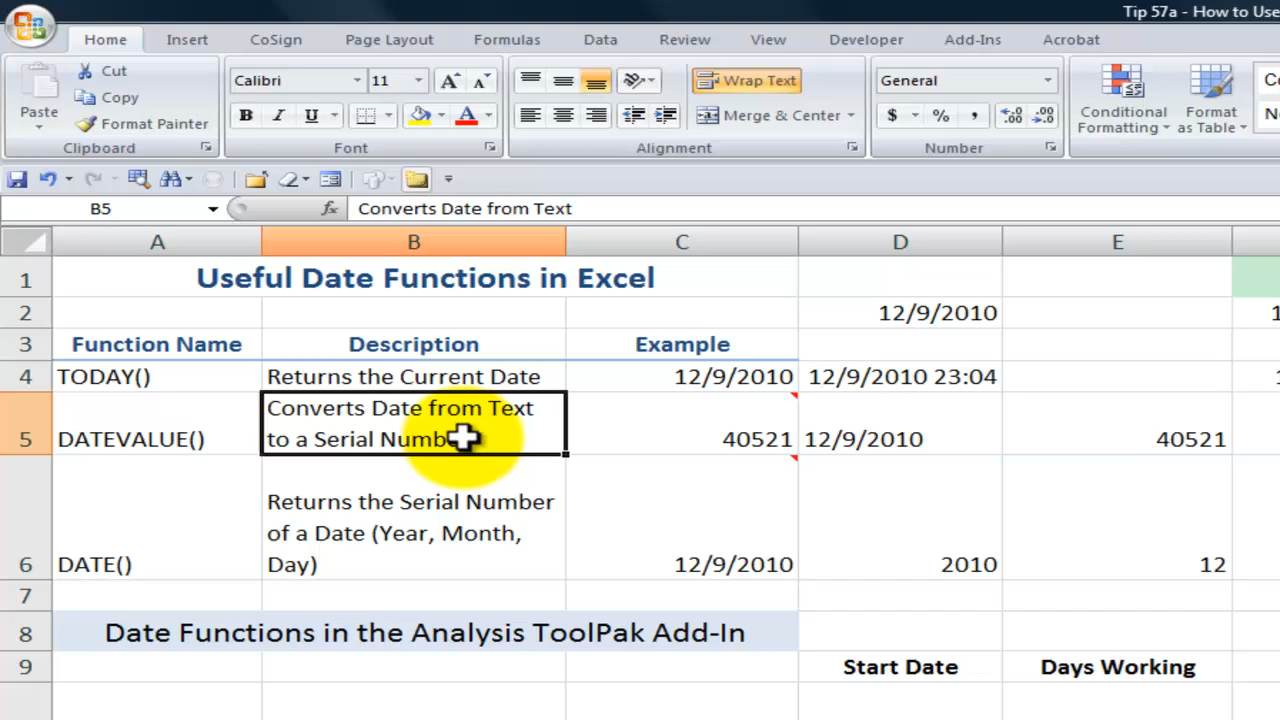 Tip 57a - How to Use
Home Insert CoSign Page Layout Formulas Data Review View Developer Add-Ins Acrobat
Paste
Cut
Copy
Format Painter
Clipboard
Calibri 11
B I U
Font
Wrap Text
Merge & Center
Alignment
General
$ % ,
Number
Conditional Formatting
Format as Table
B5 fx Converts Date from Text
A B C D E
1 Useful Date Functions in Excel
2 12/9/2010
3 Function Name Description Example
4 TODAY() Returns the Current Date 12/9/2010 12/9/2010 23:04
Converts Date from Text
5 DATEVALUE() to a Serial Numb 40521 12/9/2010 40521
Returns the Serial Number
of a Date (Year, Month,
6 DATE() Day) 12/9/2010 2010 12
7
8 Date Functions in the Analysis ToolPak Add-In
9 Start Date Days Working